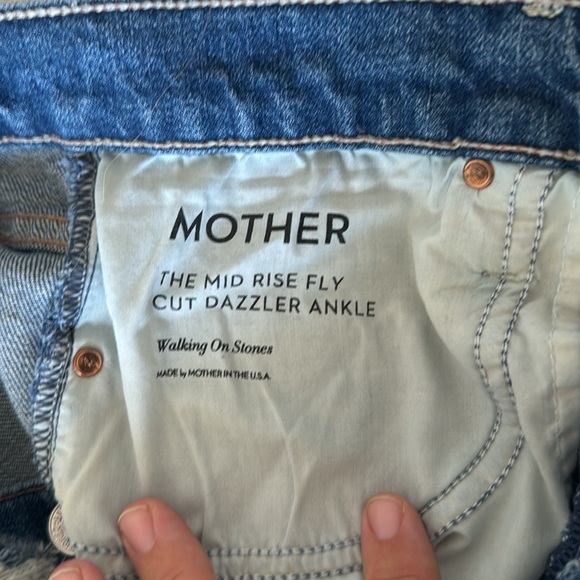 MOTHER
THE MID RISE FLY
CUT DAZZLER ANKLE
Walking On Stones
MADE by MOTHER IN THE U.S.A.